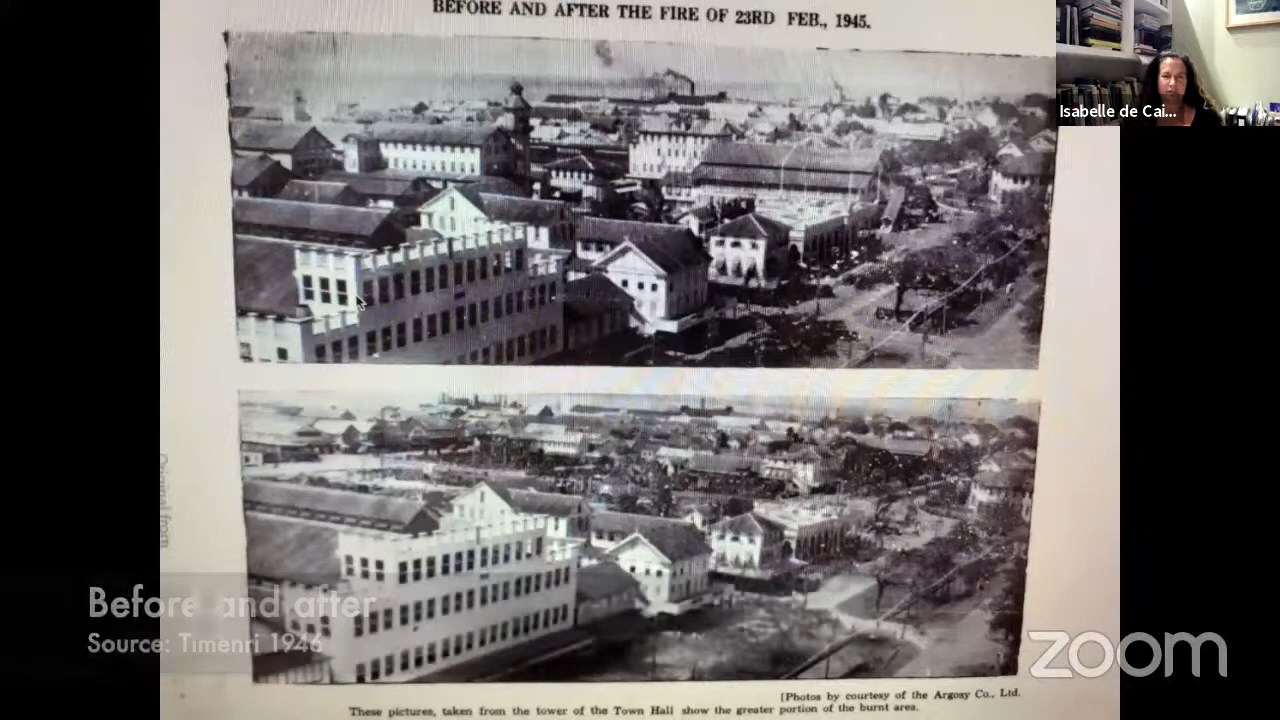 BEFORE AND AFTER THE FIRE OF 23RD FEB., 1945.
Isabelle de Cai...
Original from
Before and after
Source: Timenri 1946
zoom
[Photos by courtesy of the Argosy Co., Ltd.
These pictures, taken from the tower of the Town Hall show the greater portion of the burnt area.